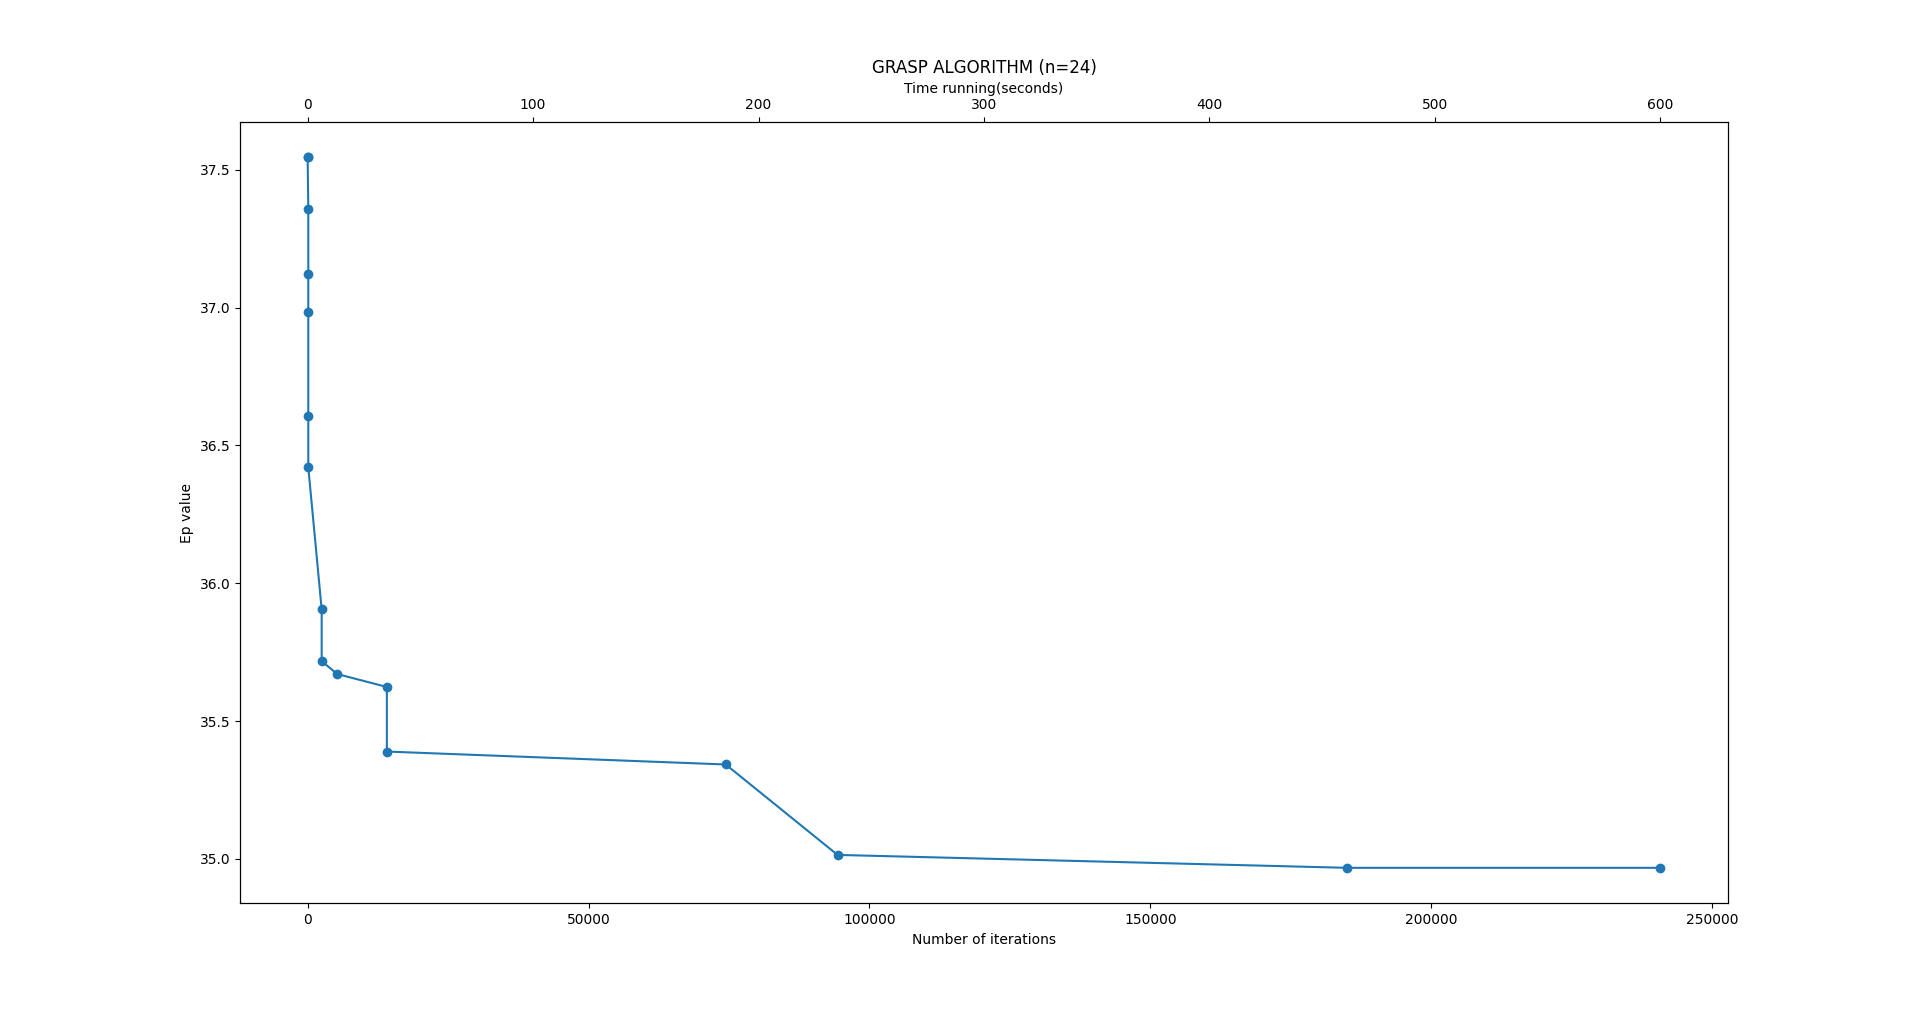 GRASP ALGORITHM (n=24)
Time running(seconds)
0 100 200 300 400 500 600
37.5
37.0
36.5
36.0
35.5
35.0
Ep value
0 50000 100000 150000 200000 250000
Number of iterations